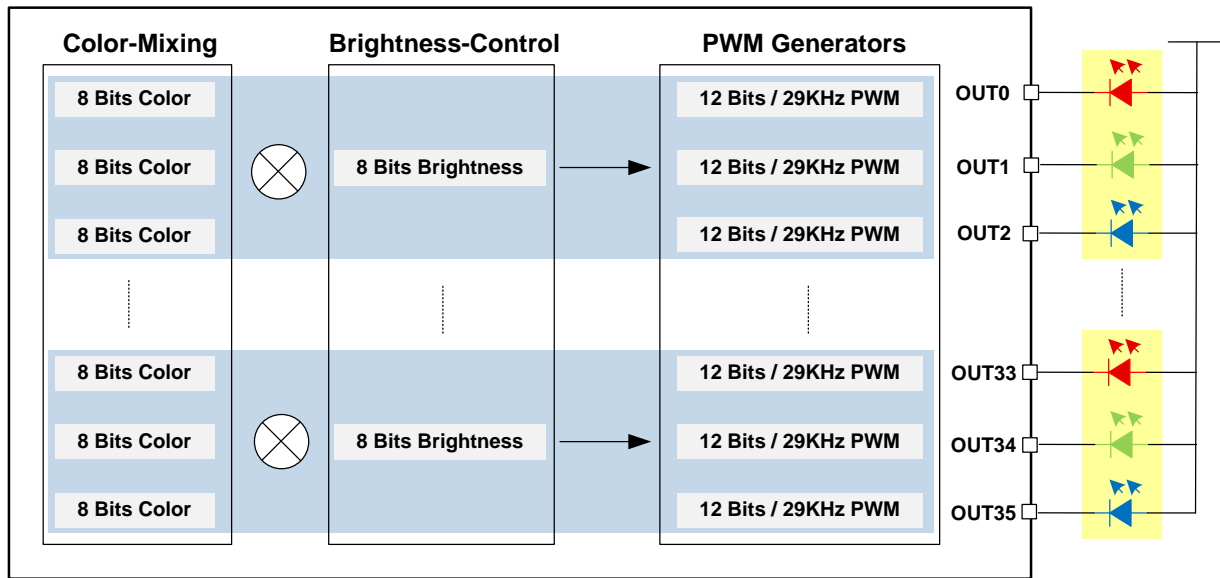 Color-Mixing Brightness-Control PWM Generators
8 Bits Color 12 Bits / 29KHz PWM OUT0
8 Bits Color 8 Bits Brightness 12 Bits / 29KHz PWM OUT1
8 Bits Color 12 Bits / 29KHz PWM OUT2
8 Bits Color 12 Bits / 29KHz PWM OUT33
8 Bits Color 8 Bits Brightness 12 Bits / 29KHz PWM OUT34
8 Bits Color 12 Bits / 29KHz PWM OUT35